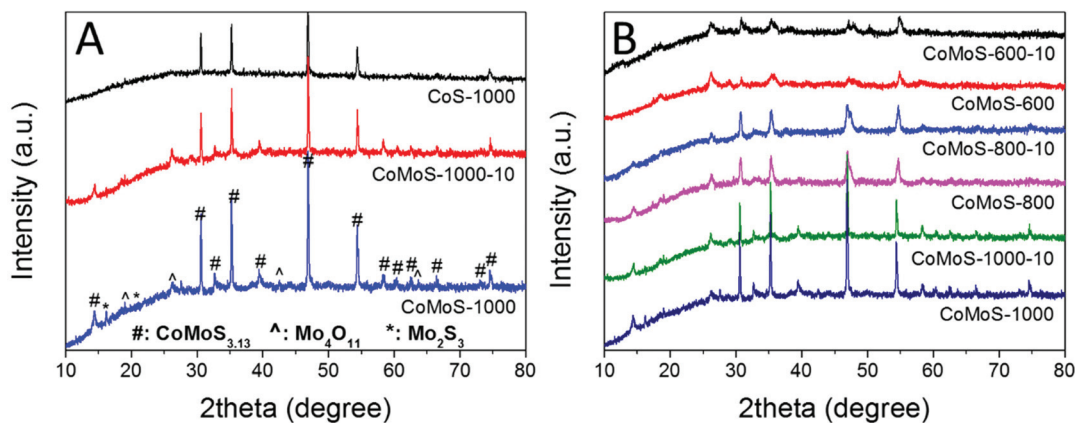 A
CoS-1000
CoMoS-1000-10
# # # # # # # # # # # # #
^ ^ ^ ^
* *
CoMoS-1000
#: CoMoS3.13 ^: Mo4O11 *: Mo2S3
10 20 30 40 50 60 70 80
2theta (degree)
Intensity (a.u.)
B
CoMoS-600-10
CoMoS-600
CoMoS-800-10
CoMoS-800
CoMoS-1000-10
CoMoS-1000
10 20 30 40 50 60 70 80
2theta (degree)
Intensity (a.u.)